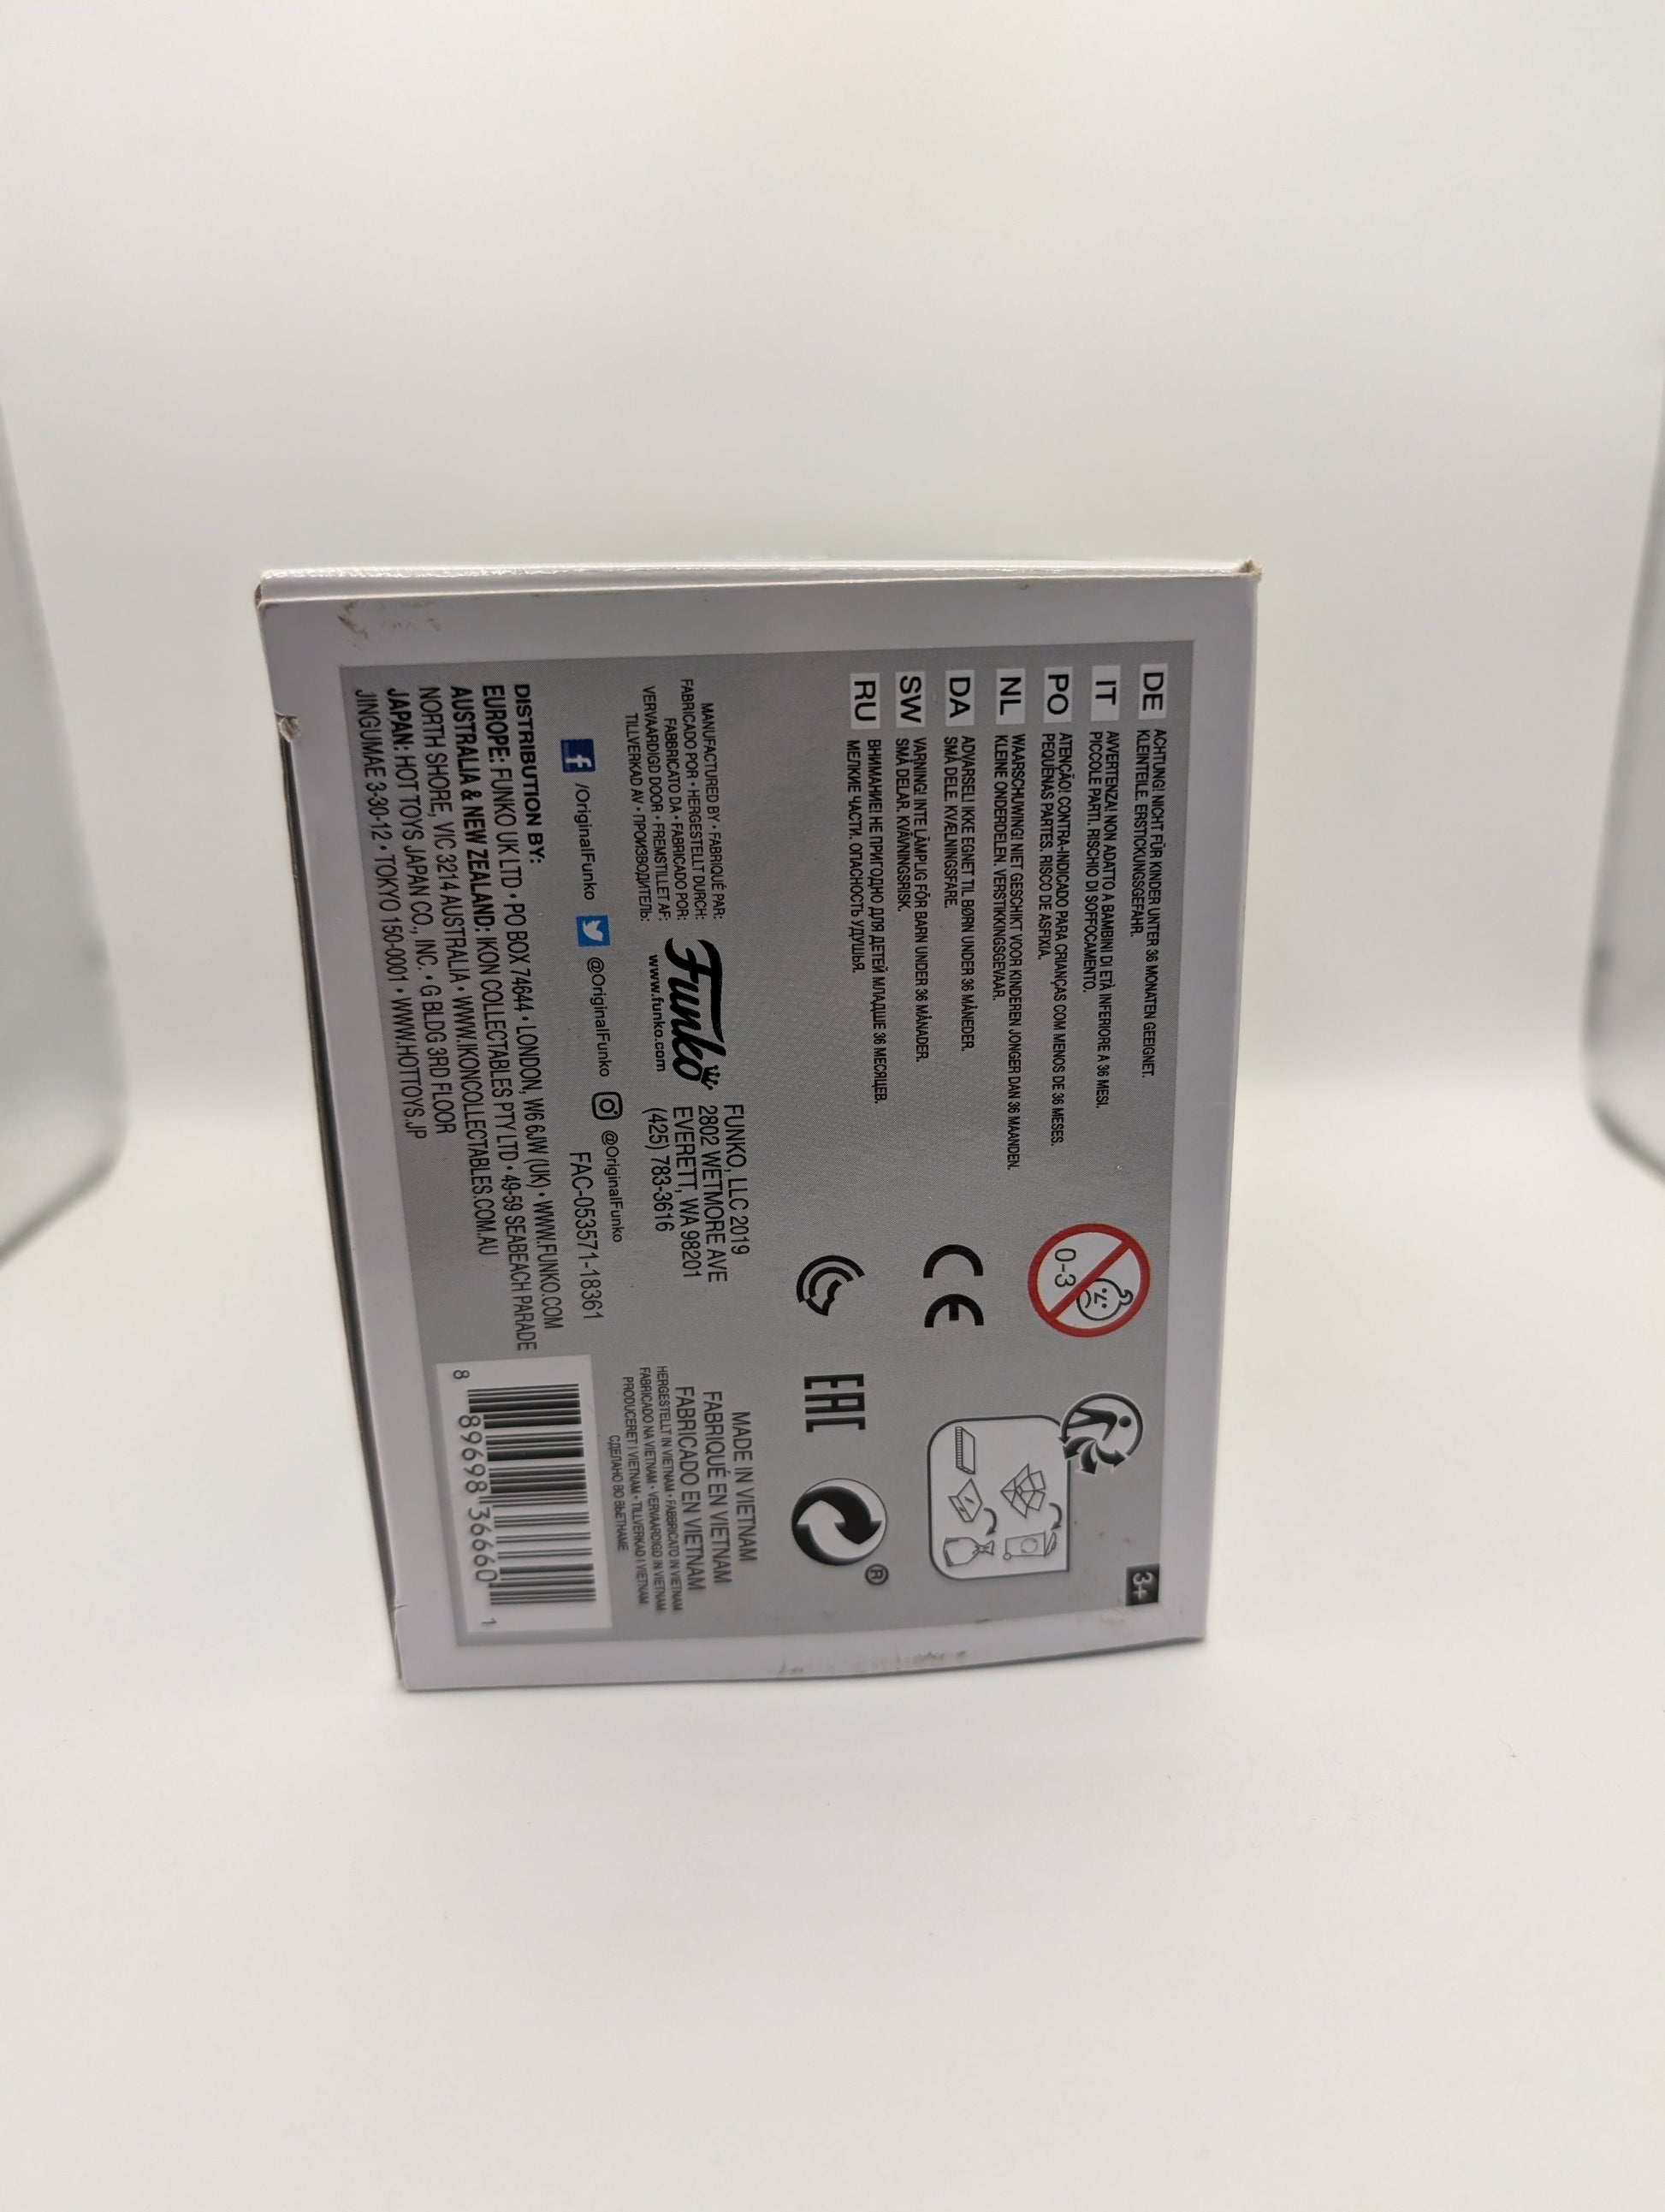 DE ACHTUNG! NICHT FÜR KINDER UNTER 36 MONATEN GEEIGNET.
KLEINTEILE. ERSTICKUNGSGEFAHR.
IT AVVERTENZA! NON ADATTO A BAMBINI DI ETÀ INFERIORE A 36 MESI.
PICCOLE PARTI. RISCHIO DI SOFFOCAMENTO.
PO ATENÇÃO! CONTRA-INDICADO PARA CRIANÇAS COM MENOS DE 36 MESES.
PEQUENAS PARTES. RISCO DE ASFIXIA.
NL WAARSCHUWING! NIET GESCHIKT VOOR KINDEREN JONGER DAN 36 MAANDEN.
KLEINE ONDERDELEN. VERSTIKKINGSGEVAAR.
DA ADVARSEL! IKKE EGNET TIL BØRN UNDER 36 MÅNEDER.
SMÅ DELE. KVÆLNINGSFARE.
SW VARNING! INTE LÄMPLIG FÖR BARN UNDER 36 MÅNADER.
SMÅ DELAR. KVÄVNINGSRISK.
RU ВНИМАНИЕ! НЕ ПРИГОДНО ДЛЯ ДЕТЕЙ МЛАДШЕ 36 МЕСЯЦЕВ.
МЕЛКИЕ ЧАСТИ. ОПАСНОСТЬ УДУШЬЯ.
0-3
3+
CE
EAC
®
MANUFACTURED BY • FABRIQUÉ PAR:
FABRICADO POR • HERGESTELLT DURCH:
FABBRICATO DA • FABRICADO POR:
VERVAARDIGD DOOR • FREMSTILLET AF:
TILLVERKAD AV • ПРОИЗВОДИТЕЛЬ:
Funko
www.funko.com
FUNKO, LLC 2019
2802 WETMORE AVE
EVERETT, WA 98201
(425) 783-3616
MADE IN VIETNAM
FABRIQUÉ EN VIETNAM
FABRICADO EN VIETNAM
HERGESTELLT IN VIETNAM • FABBRICATO IN VIETNAM
FABRICADO NA VIETNAM • VERVAARDIGD IN VIETNAM
PRODUCERET I VIETNAM • TILLVERKAD I VIETNAM
СДЕЛАНО ВО ВЬЕТНАМЕ
f /OriginalFunko @OriginalFunko @OriginalFunko
FAC-053571-18361
DISTRIBUTION BY:
EUROPE: FUNKO UK LTD • PO BOX 74644 • LONDON, W6 6JW (UK) • WWW.FUNKO.COM
AUSTRALIA & NEW ZEALAND: IKON COLLECTABLES PTY LTD • 49-59 SEABEACH PARADE
NORTH SHORE, VIC 3214 AUSTRALIA • WWW.IKONCOLLECTABLES.COM.AU
JAPAN: HOT TOYS JAPAN CO., INC. • G BLDG 3RD FLOOR
JINGUMAE 3-30-12 • TOKYO 150-0001 • WWW.HOTTOYS.JP
8 89698 36660 1